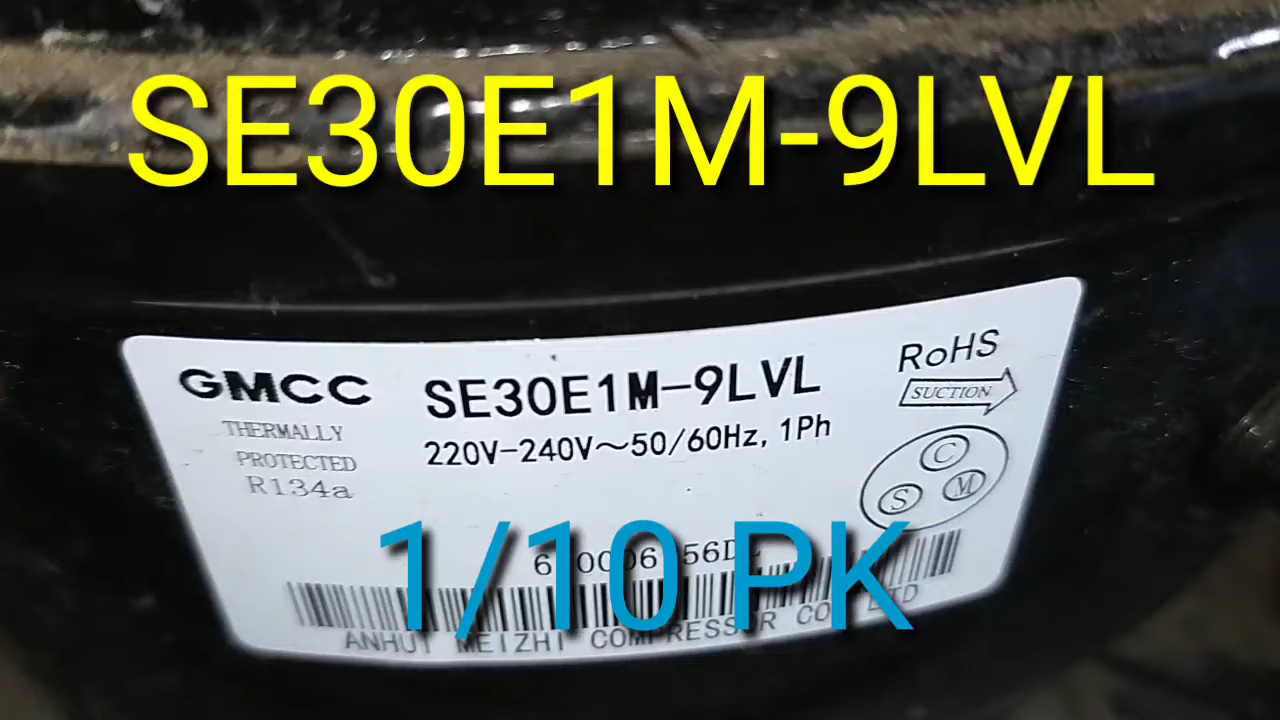 SE30E1M-9LVL
GMCC
SE30E1M-9LVL
RoHS
SUCTION
THERMALLY
PROTECTED
R134a
220V-240V~50/60Hz, 1Ph
C
S
M
1/10 PK
ANHUI MEIZHI COMPRESSOR CO LTD